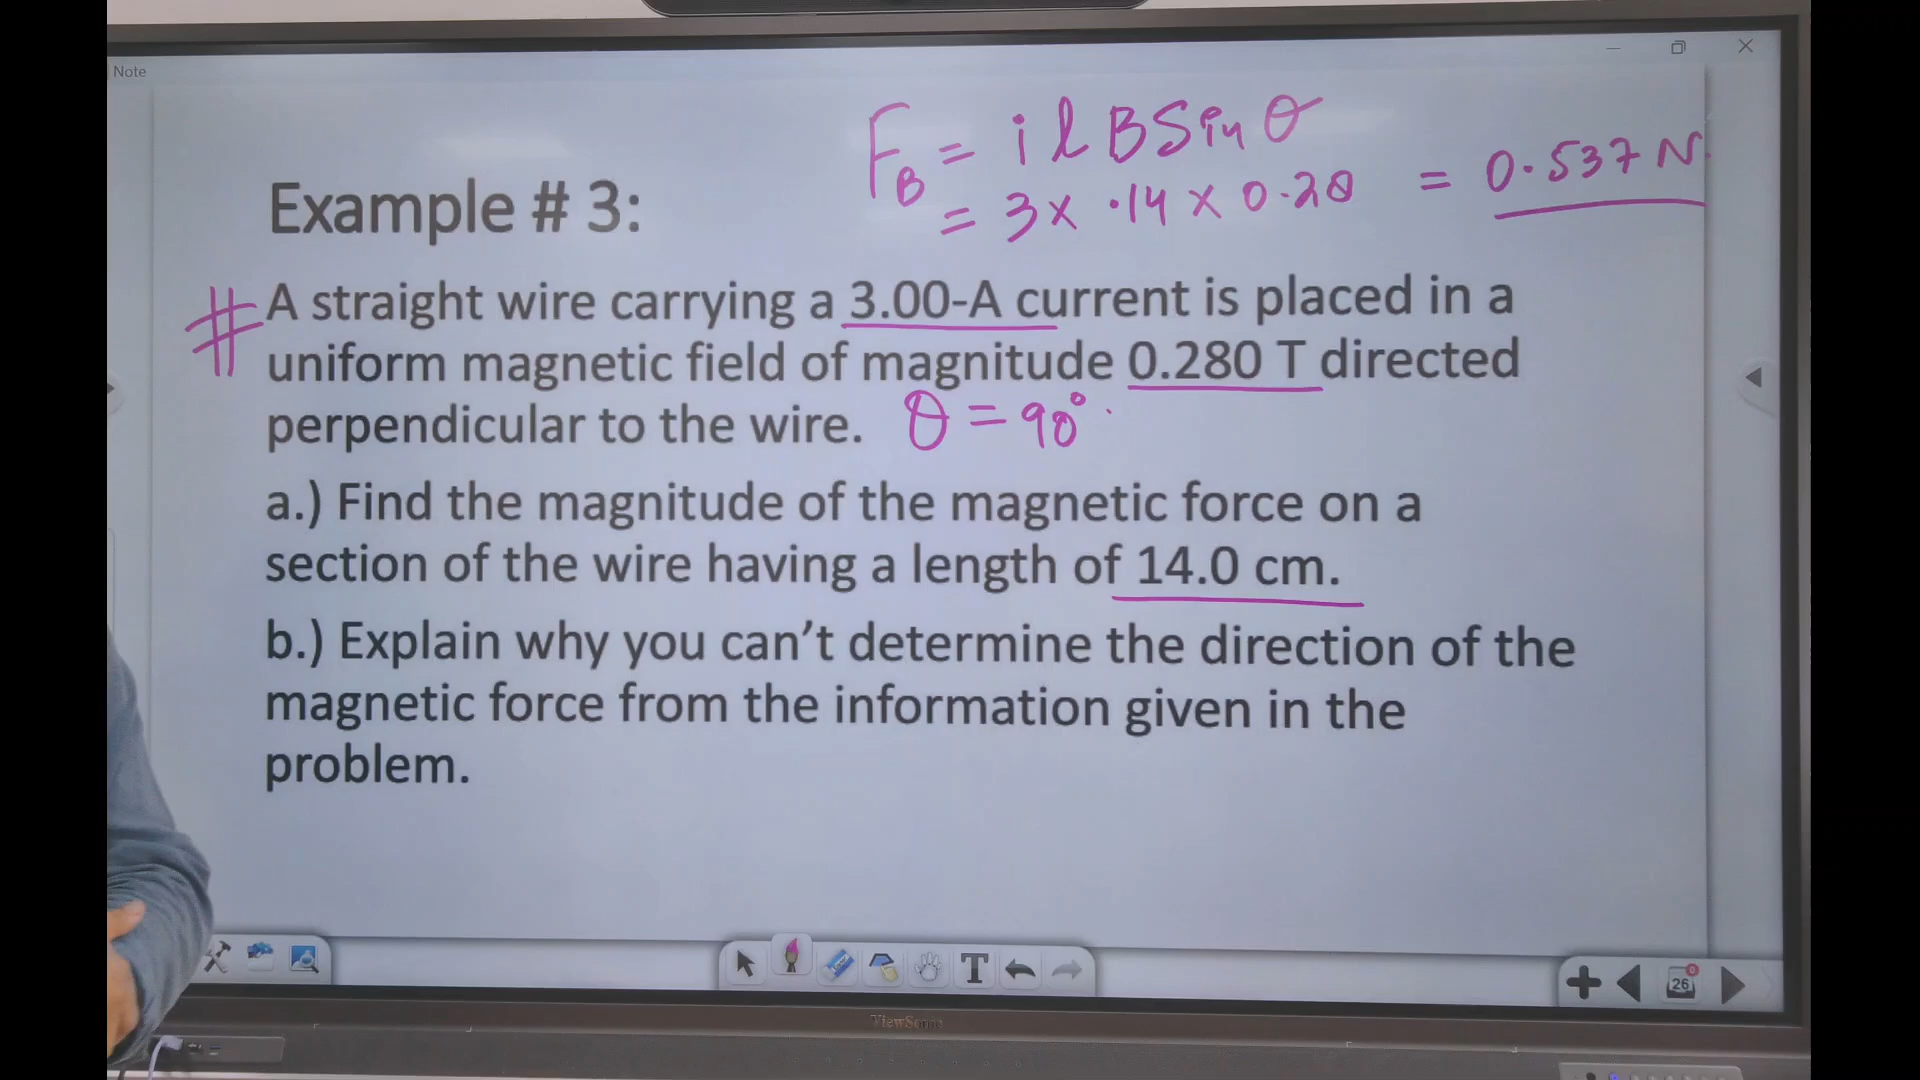 Note
F_B = i l B Sin θ
= 3 x .14 x 0.28 = 0.537 N.
Example # 3:
# A straight wire carrying a 3.00-A current is placed in a
uniform magnetic field of magnitude 0.280 T directed
perpendicular to the wire. θ = 90°
a.) Find the magnitude of the magnetic force on a
section of the wire having a length of 14.0 cm.
b.) Explain why you can’t determine the direction of the
magnetic force from the information given in the
problem.
T
26
0
ViewSonic